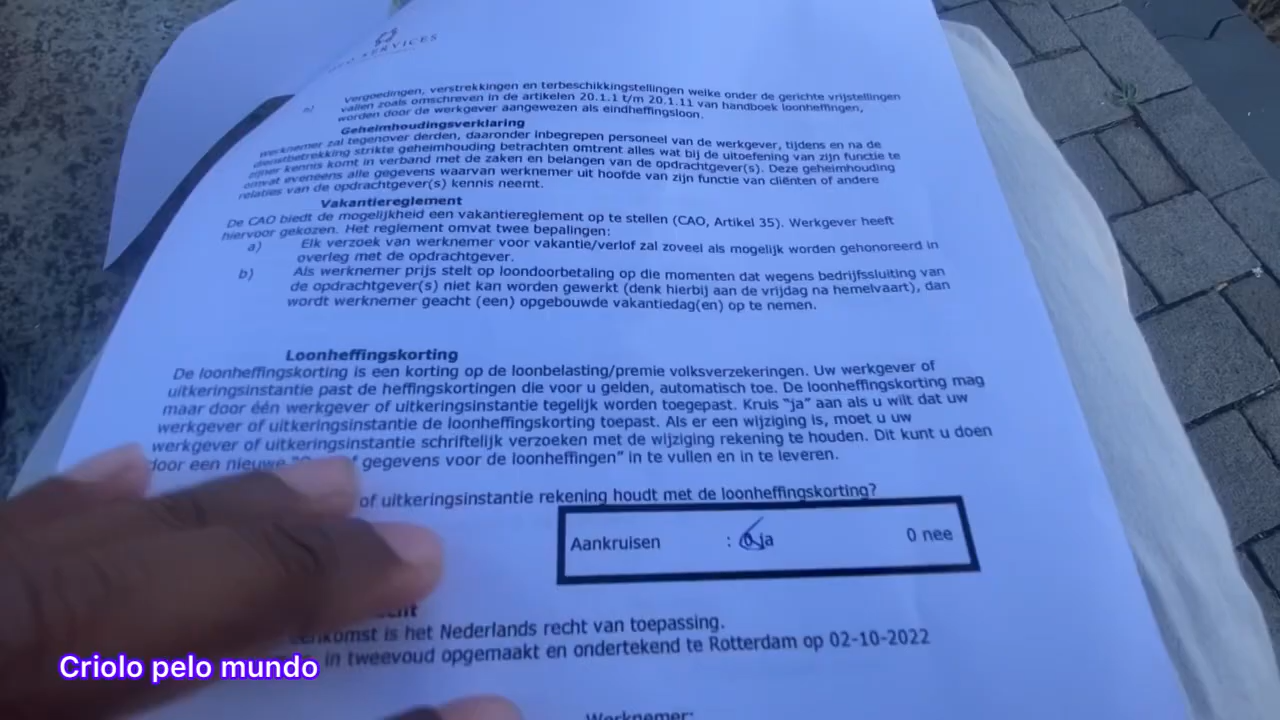 SERVICES
Vergoedingen, verstrekkingen en terbeschikkingstellingen welke onder de gerichte vrijstellingen
vallen zoals omschreven in de artikelen 20.1.1 t/m 20.1.11 van handboek loonheffingen,
worden door de werkgever aangewezen als eindheffingsloon.
Geheimhoudingsverklaring
werknemer zal tegenover derden, daaronder inbegrepen personeel van de werkgever, tijdens en na de
dienstbetrekking strikte geheimhouding betrachten omtrent alles wat bij de uitoefening van zijn functie te
zijner kennis komt in verband met de zaken en belangen van de opdrachtgever(s). Deze geheimhouding
omvat eveneens alle gegevens waarvan werknemer uit hoofde van zijn functie van cliënten of andere
relaties van de opdrachtgever(s) kennis neemt.
Vakantiereglement
De CAO biedt de mogelijkheid een vakantiereglement op te stellen (CAO, Artikel 35). Werkgever heeft
hiervoor gekozen. Het reglement omvat twee bepalingen:
a) Elk verzoek van werknemer voor vakantie/verlof zal zoveel als mogelijk worden gehonoreerd in
overleg met de opdrachtgever.
b) Als werknemer prijs stelt op loondoorbetaling op die momenten dat wegens bedrijfssluiting van
de opdrachtgever(s) niet kan worden gewerkt (denk hierbij aan de vrijdag na hemelvaart), dan
wordt werknemer geacht (een) opgebouwde vakantiedag(en) op te nemen.
Loonheffingskorting
De loonheffingskorting is een korting op de loonbelasting/premie volksverzekeringen. Uw werkgever of
uitkeringsinstantie past de heffingskortingen die voor u gelden, automatisch toe. De loonheffingskorting mag
maar door één werkgever of uitkeringsinstantie tegelijk worden toegepast. Kruis "ja" aan als u wilt dat uw
werkgever of uitkeringsinstantie de loonheffingskorting toepast. Als er een wijziging is, moet u uw
werkgever of uitkeringsinstantie schriftelijk verzoeken met de wijziging rekening te houden. Dit kunt u doen
door een nieuwe gegevens voor de loonheffingen" in te vullen en in te leveren.
of uitkeringsinstantie rekening houdt met de loonheffingskorting?
Aankruisen : 0 ja 0 nee
is het Nederlands recht van toepassing.
in tweevoud opgemaakt en ondertekend te Rotterdam op 02-10-2022
Werknemer:
Criolo pelo mundo